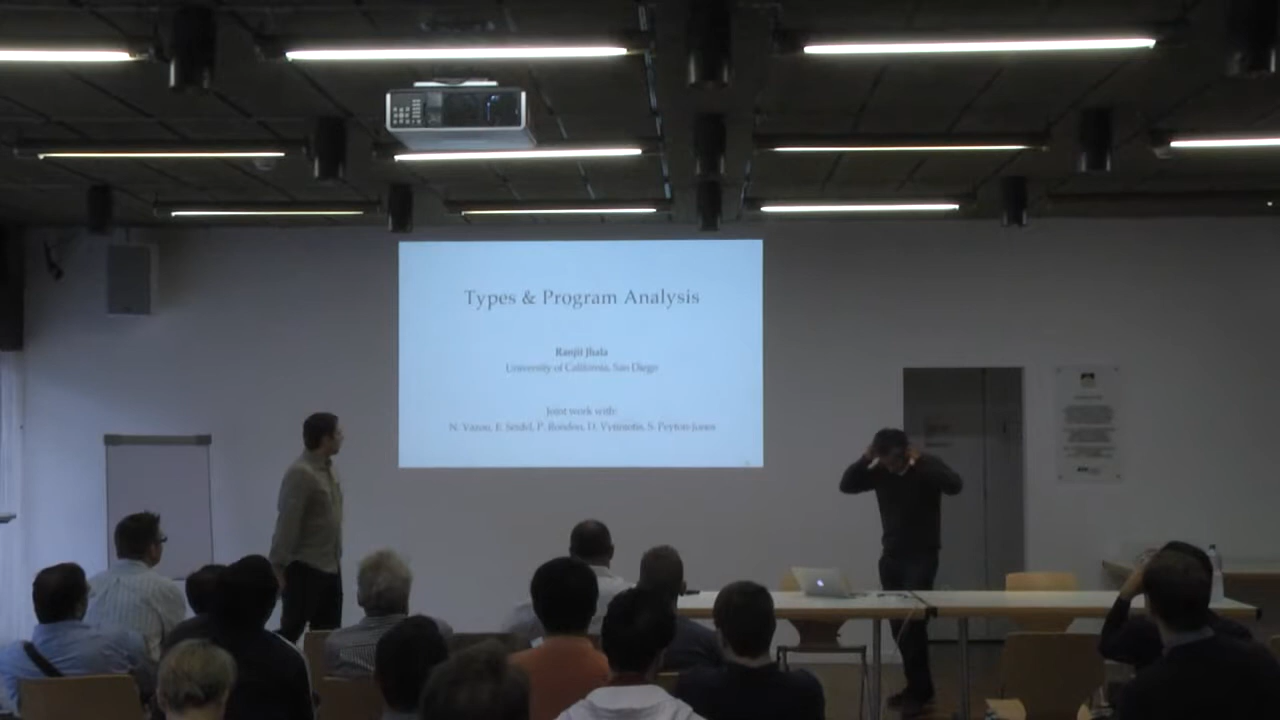 Types & Program Analysis
Ranjit Jhala
University of California, San Diego
Joint work with:
N. Vazou, E. Seidel, P. Rondon, D. Vytiniotis, S. Peyton-Jones